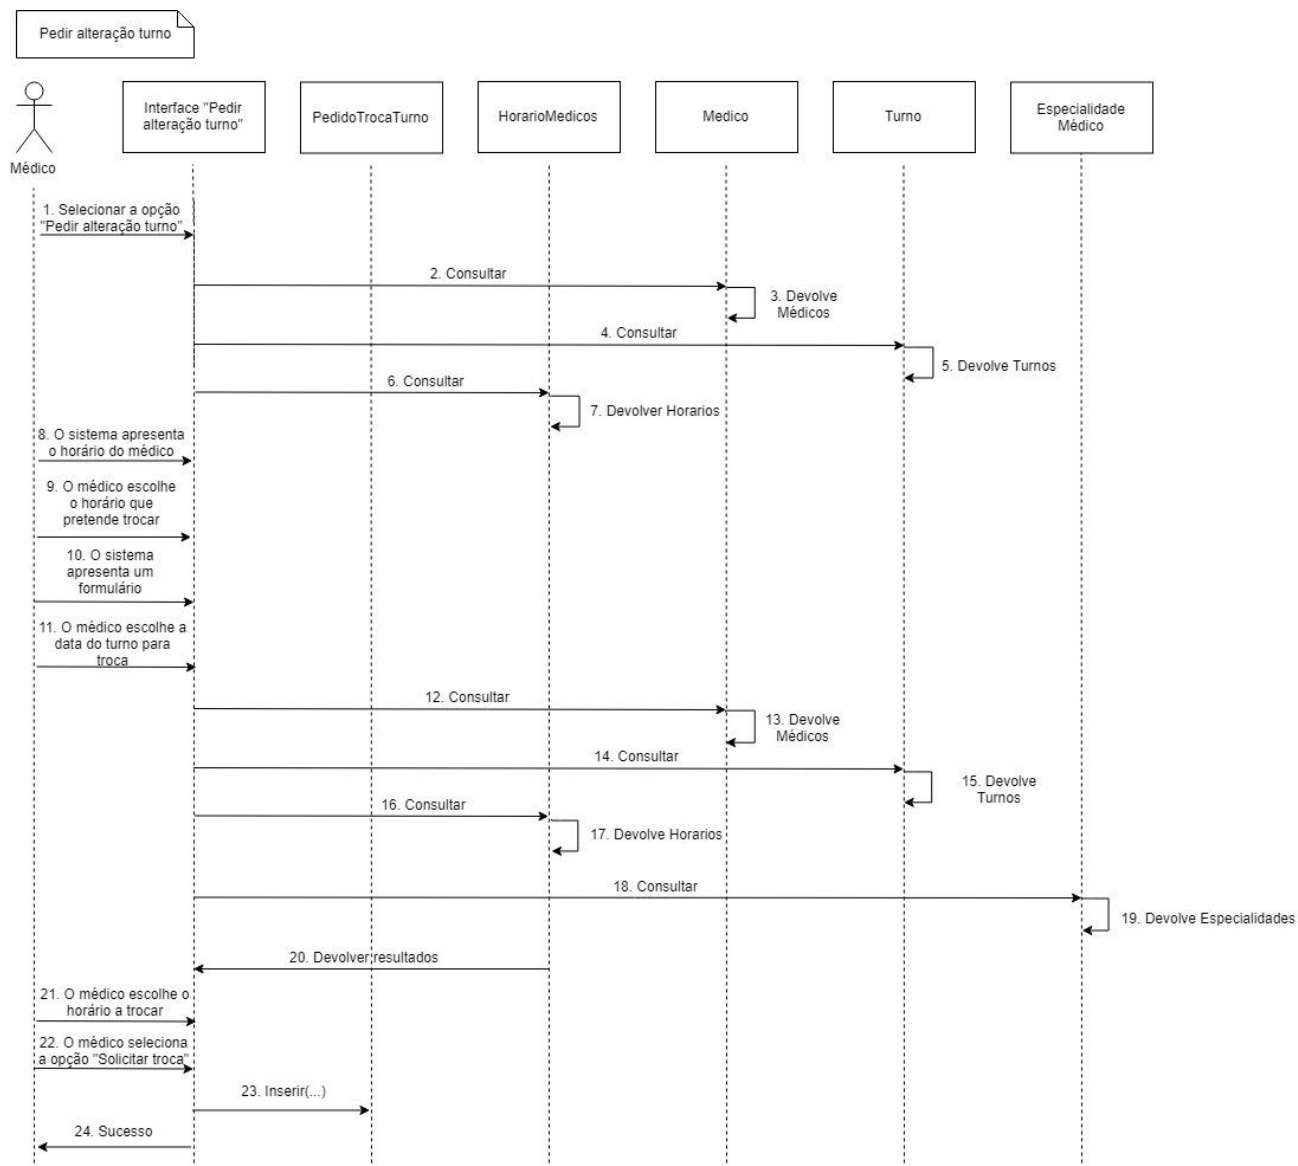 Pedir alteração turno
Médico
Interface "Pedir
alteração turno"
PedidoTrocaTurno
HorarioMedicos
Medico
Turno
Especialidade
Médico
1. Selecionar a opção
"Pedir alteração turno"
2. Consultar
3. Devolve
Médicos
4. Consultar
5. Devolve Turnos
6. Consultar
7. Devolver Horarios
8. O sistema apresenta
o horário do médico
9. O médico escolhe
o horário que
pretende trocar
10. O sistema
apresenta um
formulário
11. O médico escolhe a
data do turno para
troca
12. Consultar
13. Devolve
Médicos
14. Consultar
15. Devolve
Turnos
16. Consultar
17. Devolve Horarios
18. Consultar
19. Devolve Especialidades
20. Devolver resultados
21. O médico escolhe o
horário a trocar
22. O médico seleciona
a opção "Solicitar troca"
23. Inserir(...)
24. Sucesso